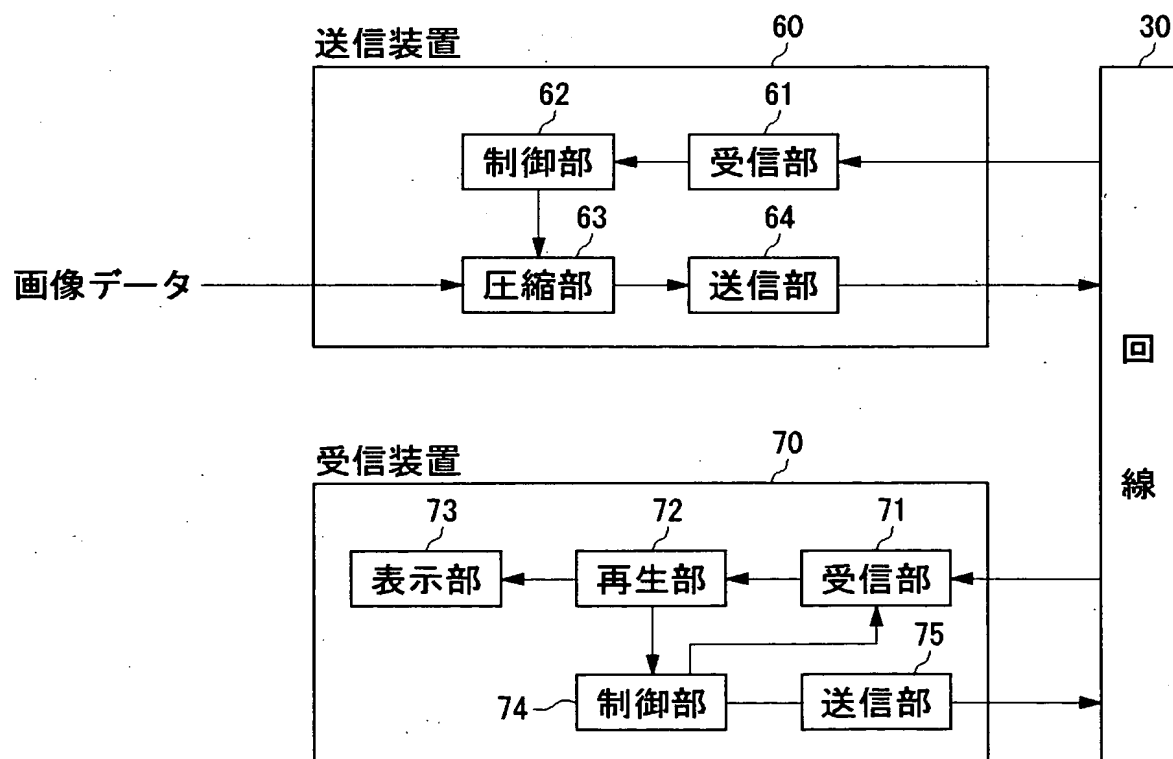 送信装置
60
30
62
61
制御部
受信部
63
64
画像データ
圧縮部
送信部
回線
受信装置
70
73
72
71
表示部
再生部
受信部
75
74
制御部
送信部